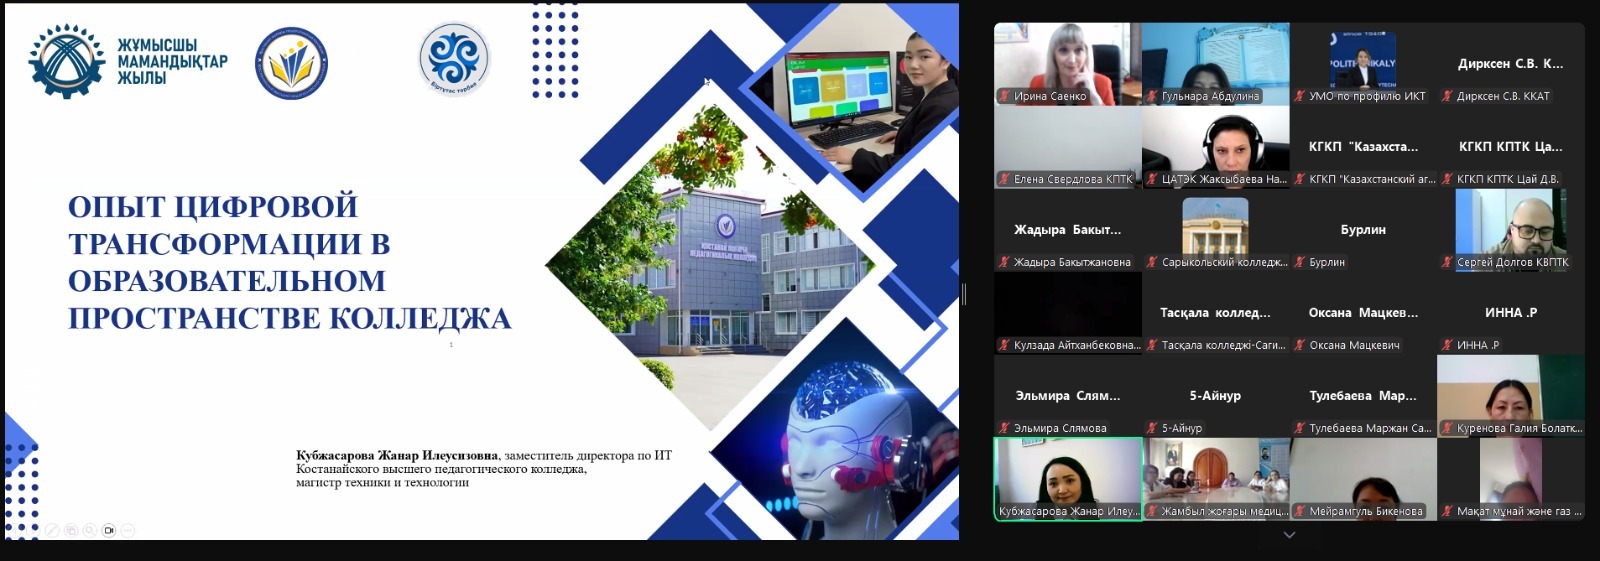 ЖҰМЫСШЫ
МАМАНДЫҚТАР
ЖЫЛЫ
Біртұтас тәрбие
ОПЫТ ЦИФРОВОЙ
ТРАНСФОРМАЦИИ В
ОБРАЗОВАТЕЛЬНОМ
ПРОСТРАНСТВЕ КОЛЛЕДЖА
Кубжасарова Жанар Илеусизовна, заместитель директора по ИТ
Костанайского высшего педагогического колледжа,
магистр техники и технологии
Ирина Саенко
Гульнара Абдулина
УМО по профилю ИКТ
Дирксен С.В. К...
Дирксен С.В. ККАТ
Елена Свердлова КПТК
ЦАТЭК Жаксыбаева На...
КГКП "Казахста...
КГКП "Казахстанский аг...
КГКП КПТК Ца...
КГКП КПТК Цай Д.В.
Жадыра Бакыт...
Жадыра Бакытжановна
Сарыкольский колледж...
Бурлин
Бурлин
Сергей Долгов КВПТК
Кулзада Айтханбековна...
Тасқала коллед...
Тасқала колледжі-Саги...
Оксана Мацкев...
Оксана Мацкевич
ИННА .Р
ИННА .Р
Эльмира Слям...
Эльмира Слямова
5-Айнур
5-Айнур
Тулебаева Мар...
Тулебаева Маржан Са...
Куренова Галия Болатк...
Кубжасарова Жанар Илеу...
Жамбыл жоғары медиц...
Мейрамгуль Бикенова
Мақат мұнай және газ ...